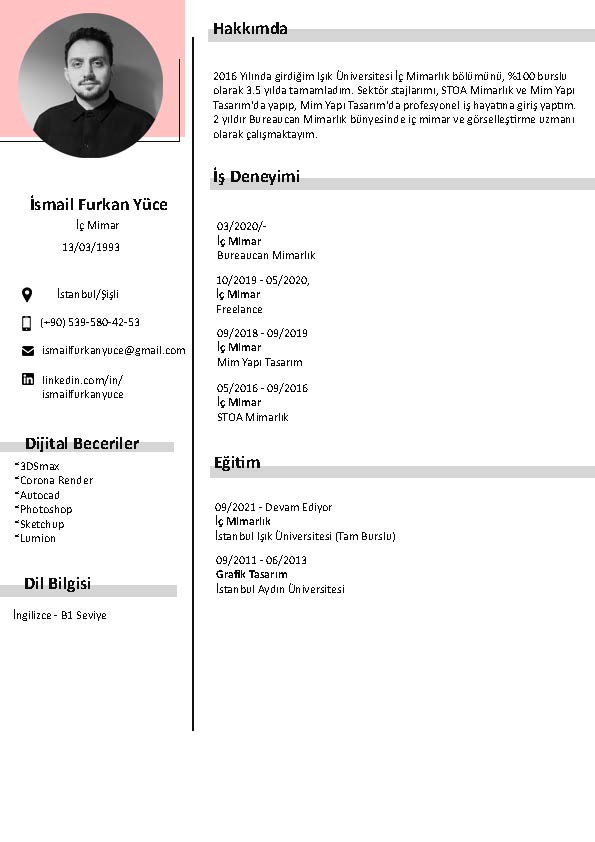 İsmail Furkan Yüce
İç Mimar
13/03/1993
İstanbul/Şişli
(+90) 539-580-42-53
ismailfurkanyuce@gmail.com
linkedin.com/in/
ismailfurkanyuce
Dijital Beceriler
*3DSmax
*Corona Render
*Autocad
*Photoshop
*Sketchup
*Lumion
Dil Bilgisi
İngilizce - B1 Seviye
Hakkımda
2016 Yılında girdiğim Işık Üniversitesi İç Mimarlık bölümünü, %100 burslu
olarak 3.5 yılda tamamladım. Sektör stajlarımı, STOA Mimarlık ve Mim Yapı
Tasarım'da yapıp, Mim Yapı Tasarım'da profesyonel iş hayatına giriş yaptım.
2 yıldır Bureaucan Mimarlık bünyesinde iç mimar ve görselleştirme uzmanı
olarak çalışmaktayım.
İş Deneyimi
03/2020/-
İç Mimar
Bureaucan Mimarlık
10/2019 - 05/2020,
İç Mimar
Freelance
09/2018 - 09/2019
İç Mimar
Mim Yapı Tasarım
05/2016 - 09/2016
İç Mimar
STOA Mimarlık
Eğitim
09/2021 - Devam Ediyor
İç Mimarlık
İstanbul Işık Üniversitesi (Tam Burslu)
09/2011 - 06/2013
Grafik Tasarım
İstanbul Aydın Üniversitesi